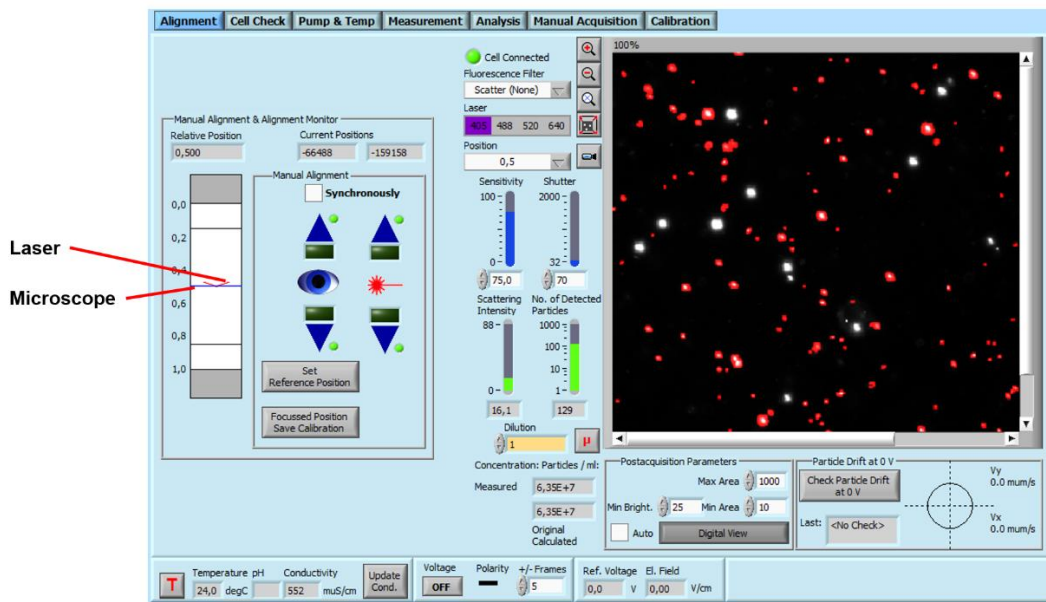 Alignment Cell Check Pump & Temp Measurement Analysis Manual Acquisition Calibration
Laser
Microscope
Manual Alignment & Alignment Monitor
Relative Position Current Positions
0,500 -66488 -159158
Manual Alignment
Synchronously
0,0
0,2
0,4
0,6
0,8
1,0
Set
Reference Position
Focussed Position
Save Calibration
Cell Connected
Fluorescence Filter
Scatter (None)
Laser
405 488 520 640
Position
0,5
Sensitivity Shutter
100 2000
0 32
75,0 70
Scattering
Intensity
No. of Detected
Particles
88
0
1000
100
10
1
16,1 129
Dilution
1 µ
Concentration: Particles / ml:
Measured 6,35E+7
6,35E+7
Original
Calculated
100%
Postacquisition Parameters
Max Area 1000
Min Bright. 25 Min Area 10
Auto Digital View
Particle Drift at 0 V
Check Particle Drift
at 0 V
Last: <No Check>
Vy
0.0 mum/s
Vx
0.0 mum/s
T
Temperature pH Conductivity
24,0 degC 552 muS/cm
Update
Cond.
Voltage Polarity +/- Frames
OFF 5
Ref. Voltage El. Field
0,0 V 0,00 V/cm